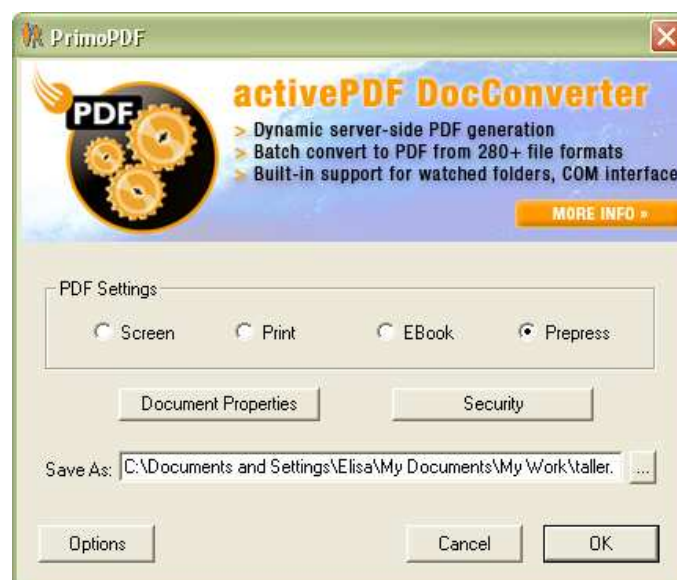 PrimoPDF
PDF
activePDF DocConverter
> Dynamic server-side PDF generation
> Batch convert to PDF from 280+ file formats
> Built-in support for watched folders, COM interface
MORE INFO »
PDF Settings
Screen Print EBook Prepress
Document Properties Security
Save As: C:\Documents and Settings\Elisa\My Documents\My Work\taller. ...
Options Cancel OK